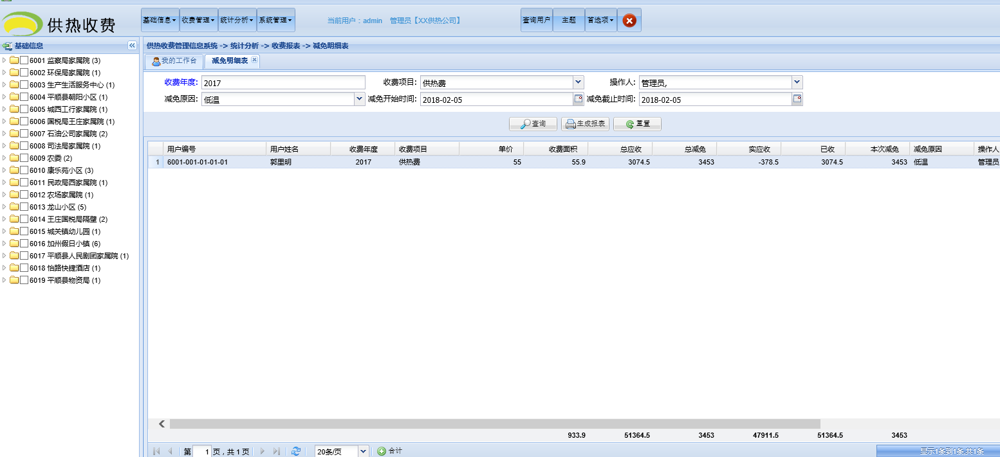 供热收费
基础信息 收费管理 统计分析 系统管理 当前用户：admin 管理员【XX供热公司】 查询用户 主题 首选项
基础信息
供热收费管理信息系统 -> 统计分析 -> 收费报表 -> 减免明细表
我的工作台 减免明细表
收费年度: 2017 收费项目: 供热费 操作人: 管理员,
减免原因: 低温 减免开始时间: 2018-02-05 减免截止时间: 2018-02-05
查询 生成报表 重置
6001 监察局家属院 (3)
6002 环保局家属院 (1)
6003 生产生活服务中心 (1)
6004 平顺县朝阳小区 (1)
6005 城西工行家属院 (1)
6006 国税局王庄家属院 (1)
6007 石油公司家属院 (2)
6008 司法局家属院 (1)
6009 农委 (2)
6010 康乐苑小区 (3)
6011 民政局西家属院 (1)
6012 农场家属院 (1)
6013 龙山小区 (5)
6014 王庄国税局隔壁 (2)
6015 城关镇幼儿园 (1)
6016 加州假日小镇 (6)
6017 平顺县人民剧团家属院 (1)
6018 怡路快捷酒店 (1)
6019 平顺县物资局 (1)
用户编号 用户姓名 收费年度 收费项目 单价 收费面积 总应收 总减免 实应收 已收 本次减免 减免原因 操作人
1 6001-001-01-01-01 郭里明 2017 供热费 55 55.9 3074.5 3453 -378.5 3074.5 3453 低温 管理员
933.9 51364.5 3453 47911.5 51364.5 3453
第 1 页，共 1 页 20条/页 合计 显示1条到1条,共1条